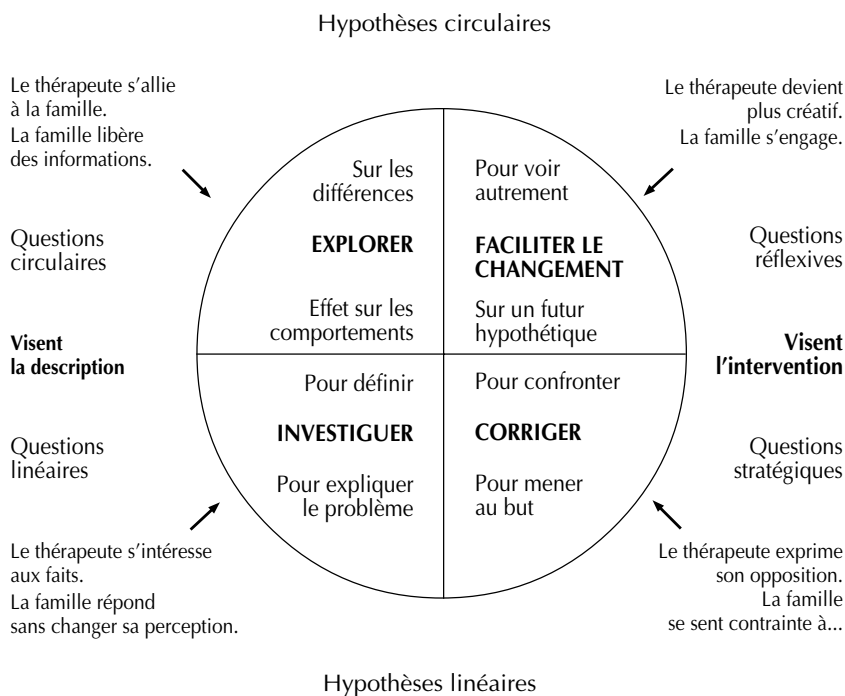 Hypothèses circulaires
Le thérapeute s’allie
à la famille.
La famille libère
des informations.
Le thérapeute devient
plus créatif.
La famille s’engage.
Sur les
différences
Pour voir
autrement
Questions
circulaires
EXPLORER
FACILITER LE
CHANGEMENT
Questions
réflexives
Effet sur les
comportements
Sur un futur
hypothétique
Visent
la description
Visent
l’intervention
Pour définir
Pour confronter
Questions
linéaires
INVESTIGUER
CORRIGER
Questions
stratégiques
Pour expliquer
le problème
Pour mener
au but
Le thérapeute s’intéresse
aux faits.
La famille répond
sans changer sa perception.
Le thérapeute exprime
son opposition.
La famille
se sent contrainte à...
Hypothèses linéaires